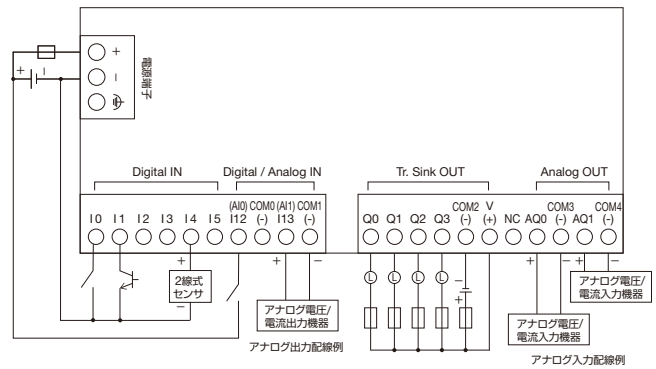 +
−
電源端子
+ −
Digital IN Digital / Analog IN Tr. Sink OUT Analog OUT
(AI0) COM0 (AI1) COM1 COM2 V COM3 COM4
I0 I1 I2 I3 I4 I5 I12 (-) I13 (-) Q0 Q1 Q2 Q3 (-) (+) NC AQ0 (-) AQ1 (-)
+ + − − + − + −
L L L L
2線式
センサ
−
+
アナログ電圧/
電流出力機器
アナログ出力配線例
アナログ電圧/
電流入力機器
アナログ電圧/
電流入力機器
アナログ入力配線例